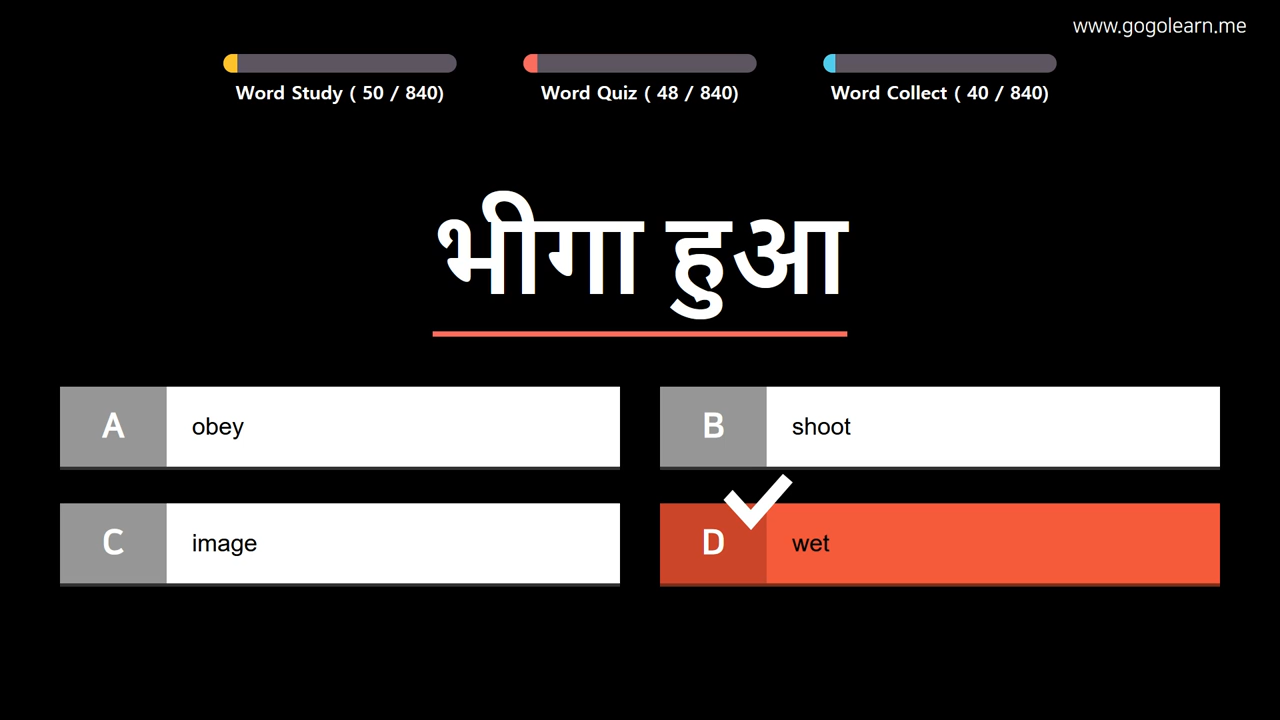 www.gogolearn.me
Word Study ( 50 / 840)
Word Quiz ( 48 / 840)
Word Collect ( 40 / 840)
भीगा हुआ
A obey
B shoot
C image
D wet